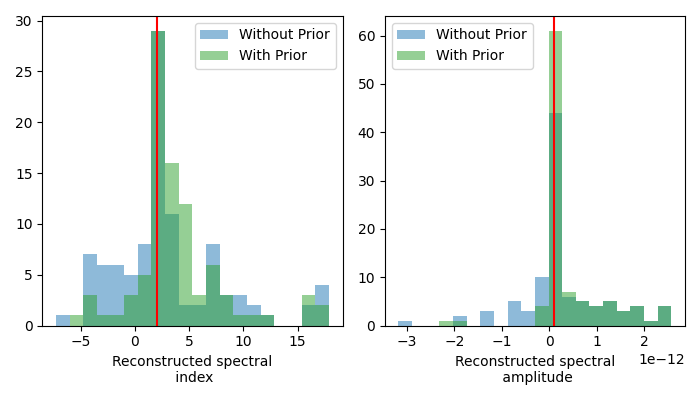 30
25
20
15
10
5
0
−5
0
5
10
15
Reconstructed spectral
index
Without Prior
With Prior
60
50
40
30
20
10
0
−3
−2
−1
0
1
2
1e−12
Reconstructed spectral
amplitude
Without Prior
With Prior